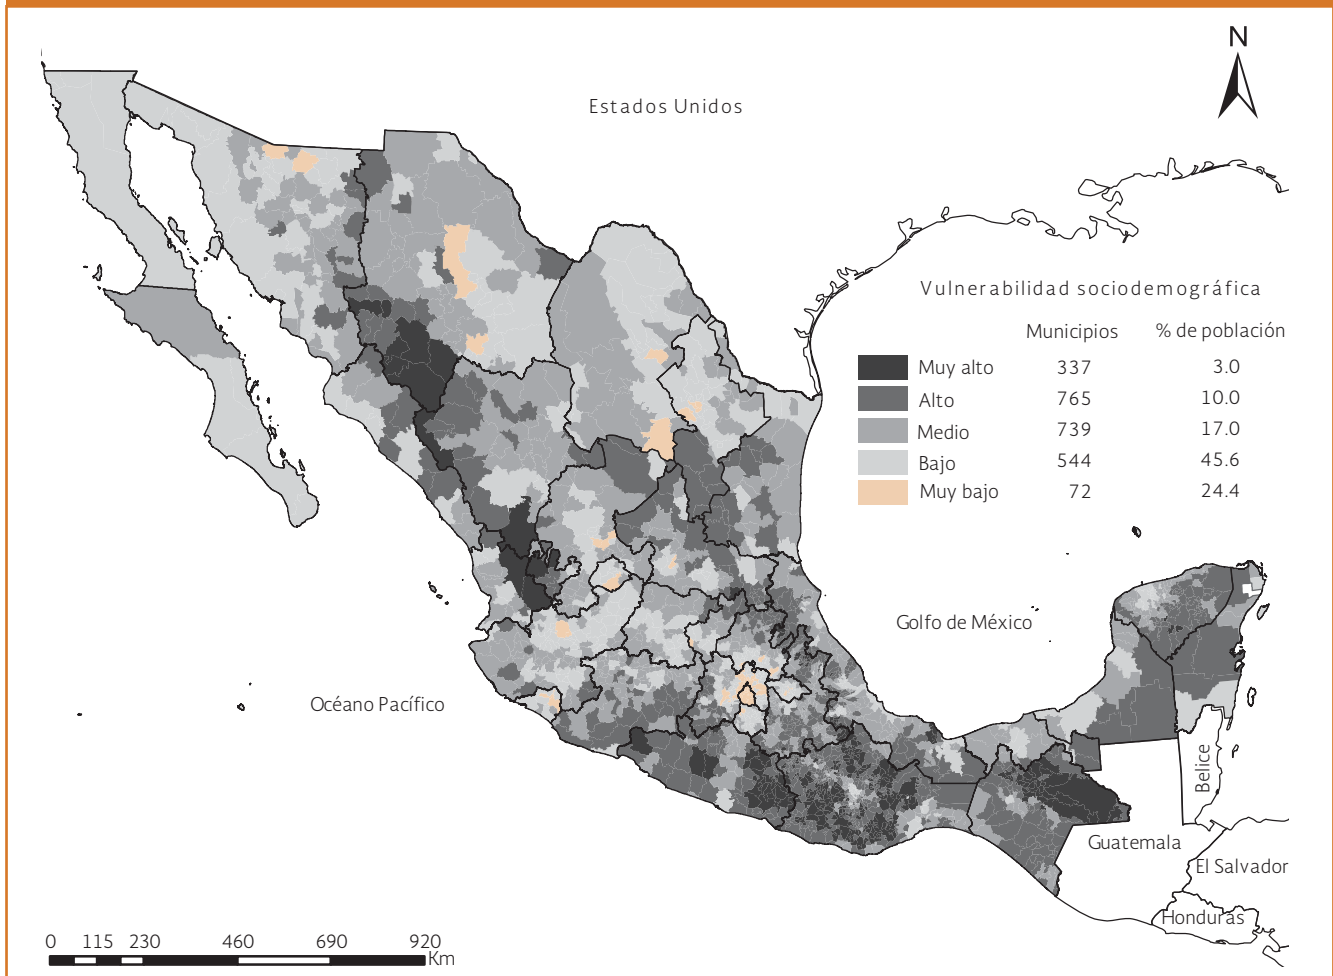 N
Estados Unidos
Vulnerabilidad sociodemográfica
Municipios % de población
Muy alto 337 3.0
Alto 765 10.0
Medio 739 17.0
Bajo 544 45.6
Muy bajo 72 24.4
Golfo de México
Océano Pacífico
Belice
Guatemala
El Salvador
Honduras
0 115 230 460 690 920
Km